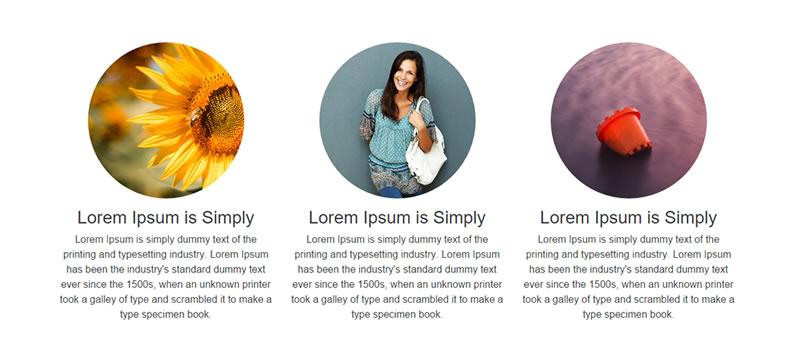 Lorem Ipsum is Simply
Lorem Ipsum is simply dummy text of the
printing and typesetting industry. Lorem Ipsum
has been the industry's standard dummy text
ever since the 1500s, when an unknown printer
took a galley of type and scrambled it to make a
type specimen book.
Lorem Ipsum is Simply
Lorem Ipsum is simply dummy text of the
printing and typesetting industry. Lorem Ipsum
has been the industry's standard dummy text
ever since the 1500s, when an unknown printer
took a galley of type and scrambled it to make a
type specimen book.
Lorem Ipsum is Simply
Lorem Ipsum is simply dummy text of the
printing and typesetting industry. Lorem Ipsum
has been the industry's standard dummy text
ever since the 1500s, when an unknown printer
took a galley of type and scrambled it to make a
type specimen book.